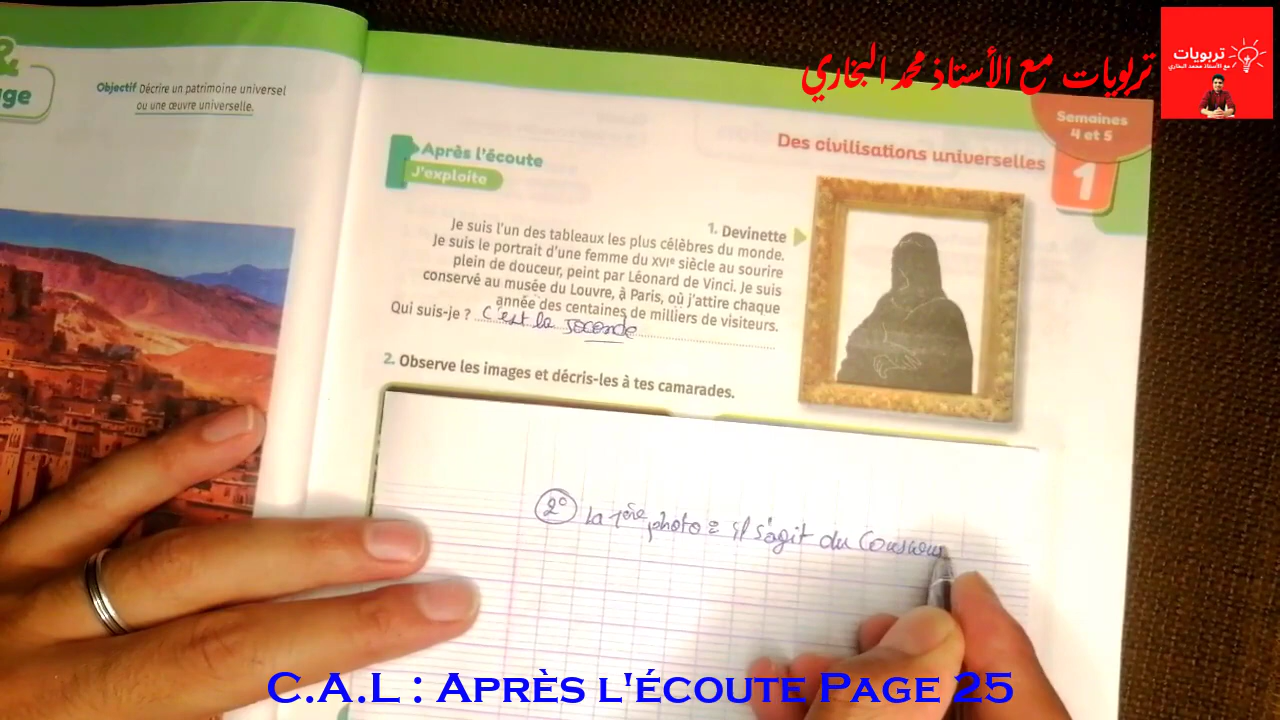 تربويات مع الأستاذ محمد البخاري
تربويات
مع الأستاذ محمد البخاري
&
ge
Objectif Décrire un patrimoine universel
ou une œuvre universelle.
Semaines
4 et 5
1
Des civilisations universelles
Après l'écoute
J'exploite
1. Devinette
Je suis l'un des tableaux les plus célèbres du monde.
Je suis le portrait d'une femme du XVIe siècle au sourire
plein de douceur, peint par Léonard de Vinci. Je suis
conservé au musée du Louvre, à Paris, où j'attire chaque
année des centaines de milliers de visiteurs.
Qui suis-je ? C'est la Joconde
2. Observe les images et décris-les à tes camarades.
2° La 1ère photo : il s'agit du
C.A.L : Après l'écoute Page 25